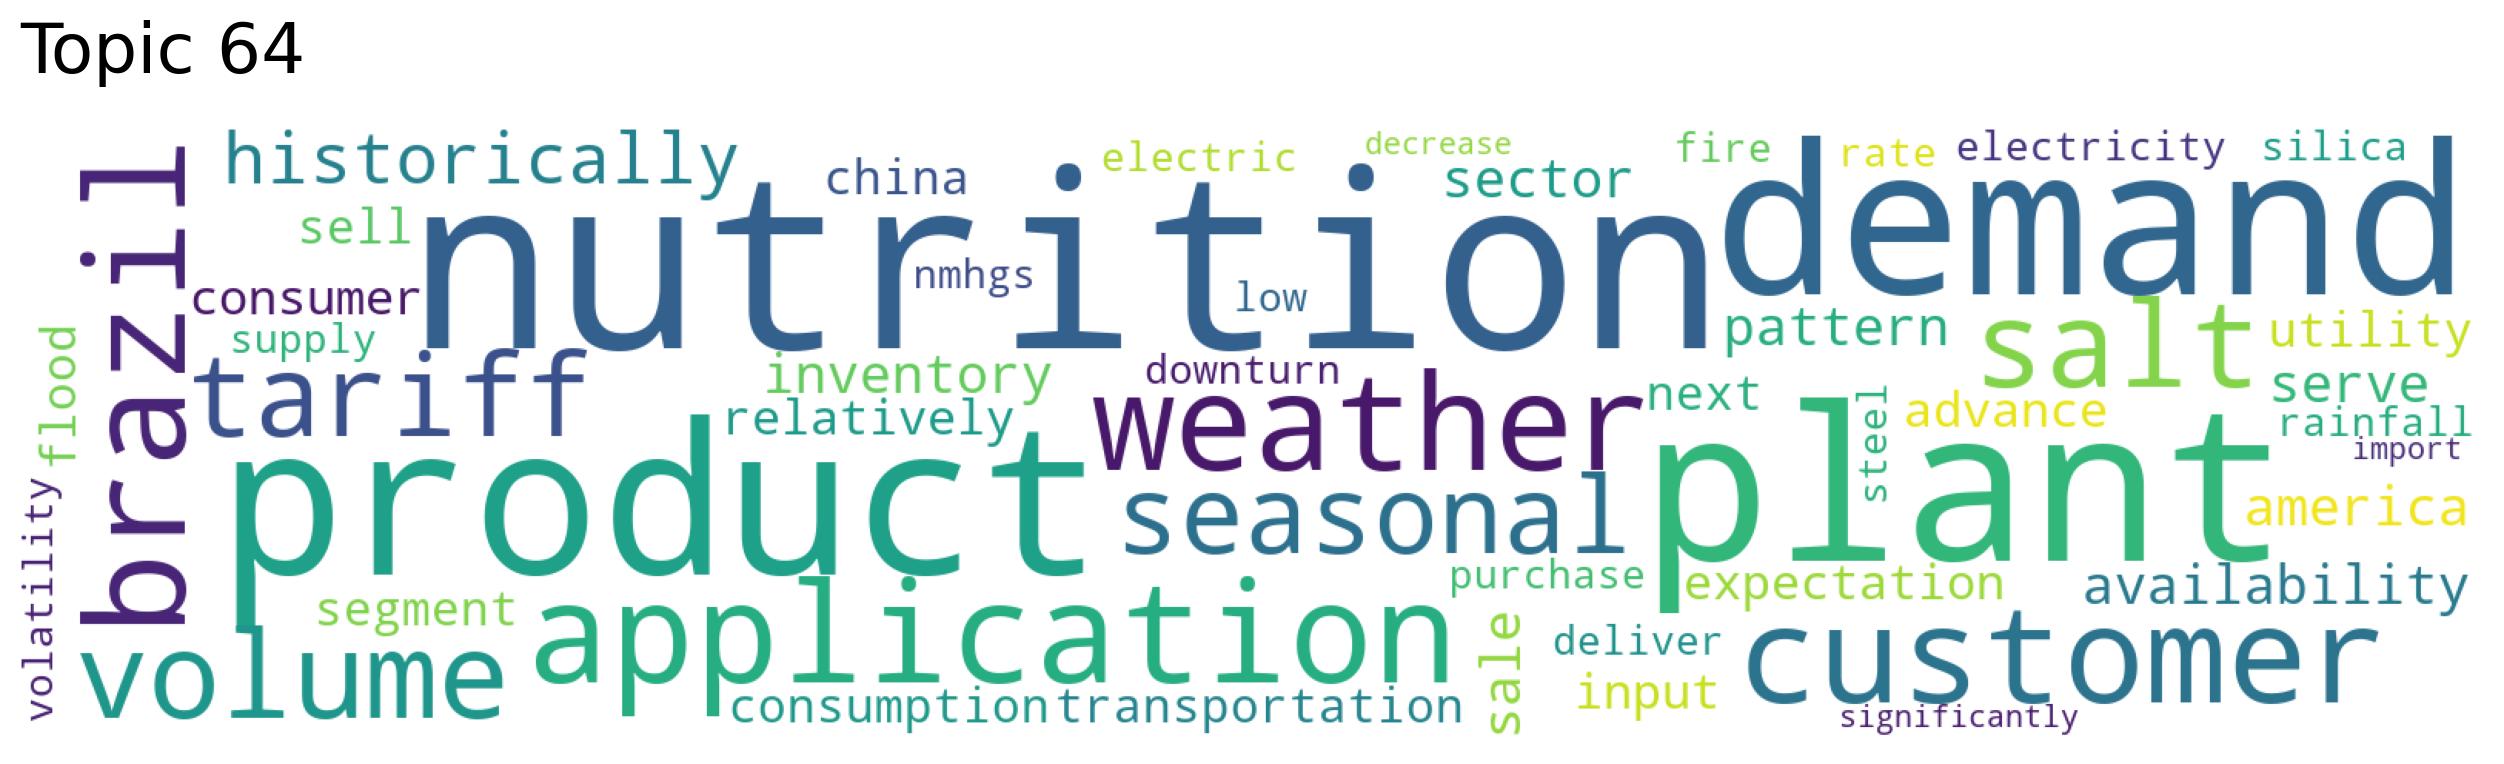 Topic 64
historically
china
electric
decrease
sector
fire
rate
electricity
silica
brazil
sell
nutrition
demand
nmhgs
low
consumer
supply
flood
tariff
inventory
downturn
pattern
salt
utility
relatively
weather
next
steel
advance
serve
rainfall
import
product
seasonal
plant
america
volatility
segment
application
purchase
expectation
availability
volume
sale
deliver
customer
consumption
transportation
input
significantly